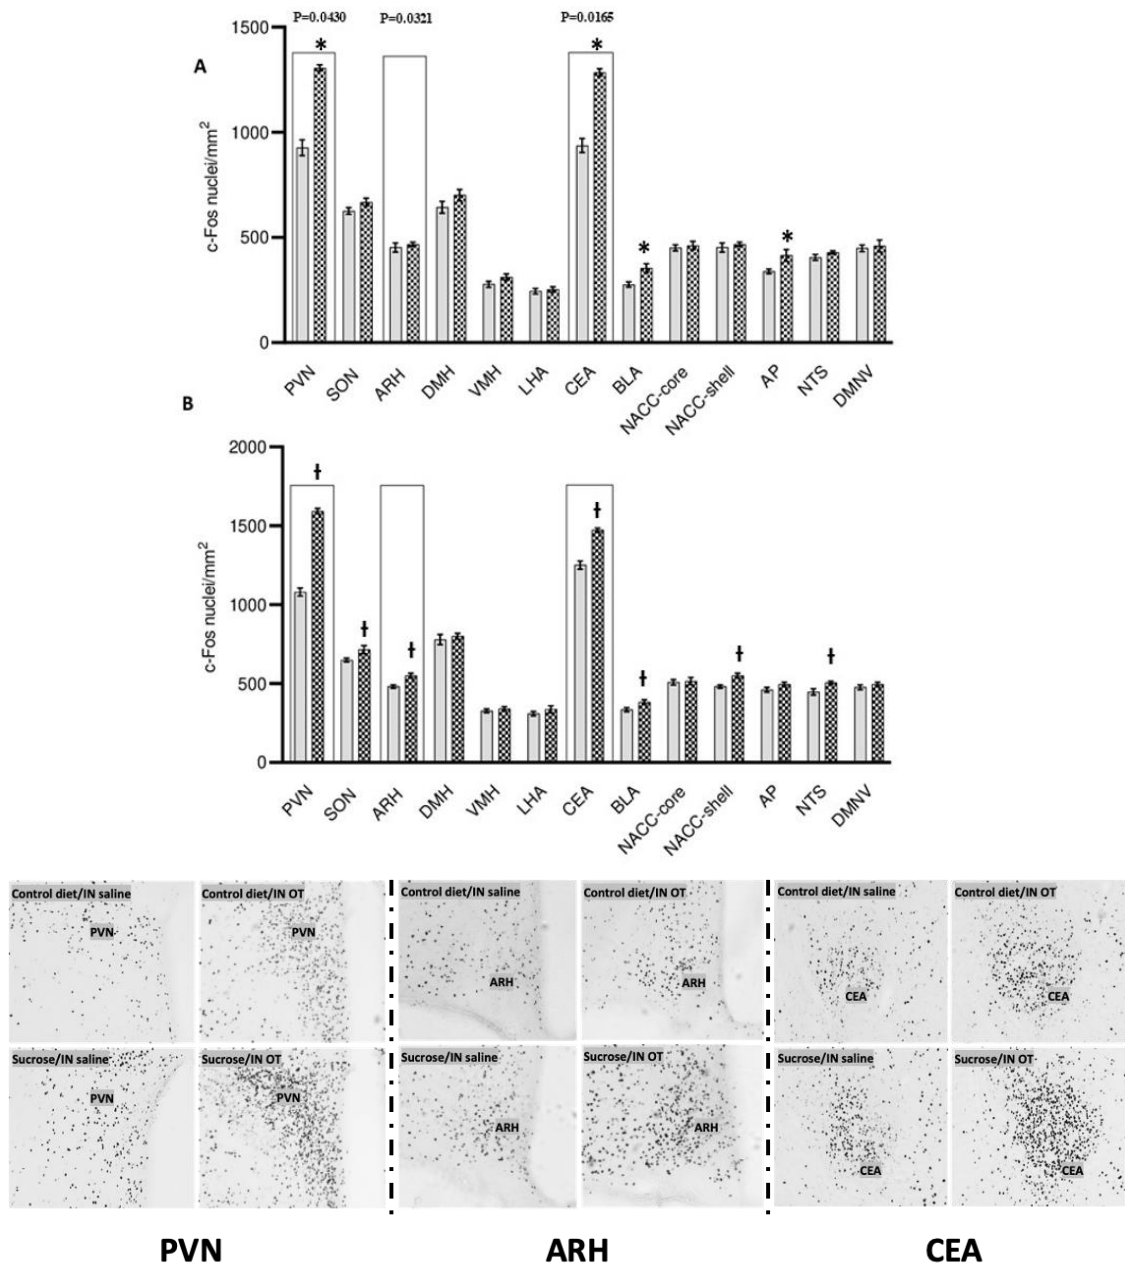 P=0.0430 P=0.0321 P=0.0165
A
c-Fos nuclei/mm²
1500
1000
500
0
* * * *
PVN SON ARH DMH VMH LHA CEA BLA NACC-core NACC-shell AP NTS DMNV
B
c-Fos nuclei/mm²
2000
1500
1000
500
0
ƚ ƚ ƚ ƚ ƚ ƚ ƚ
PVN SON ARH DMH VMH LHA CEA BLA NACC-core NACC-shell AP NTS DMNV
Control diet/IN saline Control diet/IN OT Control diet/IN saline Control diet/IN OT Control diet/IN saline Control diet/IN OT
PVN PVN ARH ARH CEA CEA
Sucrose/IN saline Sucrose/IN OT Sucrose/IN saline Sucrose/IN OT Sucrose/IN saline Sucrose/IN OT
PVN PVN ARH ARH CEA CEA
PVN ARH CEA